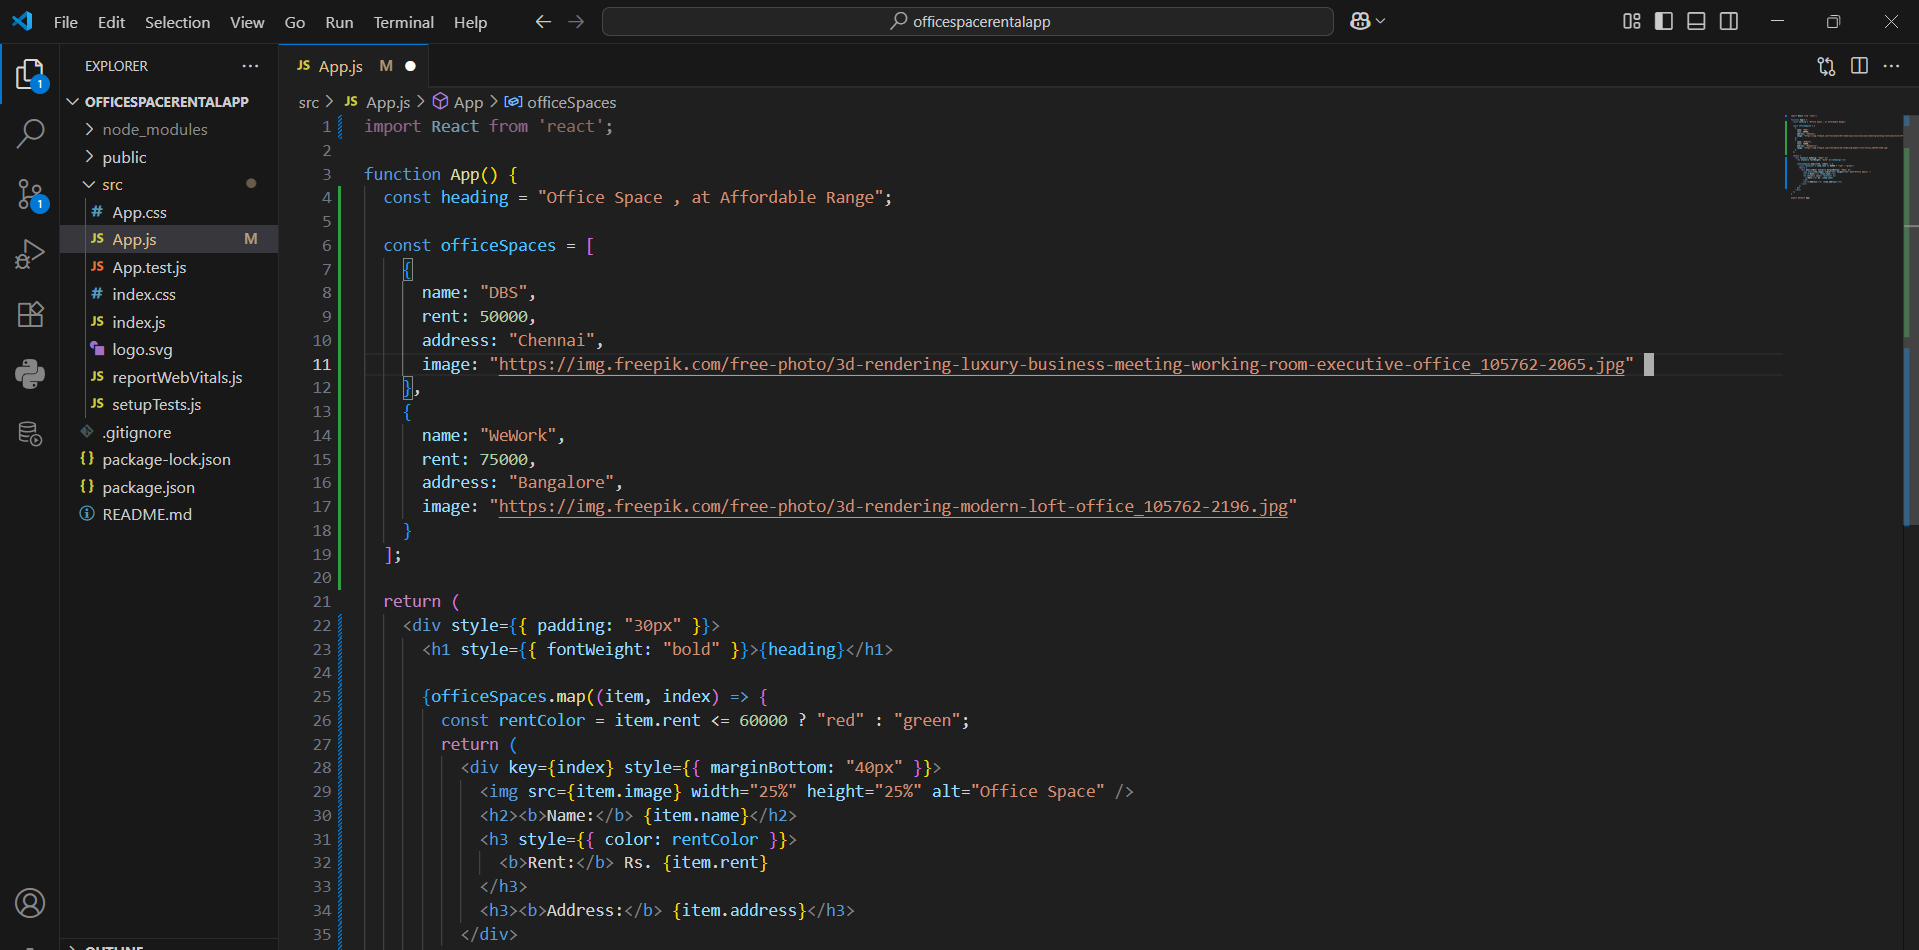 File Edit Selection View Go Run Terminal Help
officespacerentalapp
EXPLORER
JS App.js M
OFFICESPACERENTALAPP
node_modules
public
src
# App.css
JS App.js M
JS App.test.js
# index.css
JS index.js
logo.svg
JS reportWebVitals.js
JS setupTests.js
.gitignore
{} package-lock.json
{} package.json
README.md
1
1
src > JS App.js > App > officeSpaces
1 import React from 'react';
2
3 function App() {
4 const heading = "Office Space , at Affordable Range";
5
6 const officeSpaces = [
7 {
8 name: "DBS",
9 rent: 50000,
10 address: "Chennai",
11 image: "https://img.freepik.com/free-photo/3d-rendering-luxury-business-meeting-working-room-executive-office_105762-2065.jpg"
12 },
13 {
14 name: "WeWork",
15 rent: 75000,
16 address: "Bangalore",
17 image: "https://img.freepik.com/free-photo/3d-rendering-modern-loft-office_105762-2196.jpg"
18 }
19 ];
20
21 return (
22 <div style={{ padding: "30px" }}>
23 <h1 style={{ fontWeight: "bold" }}>{heading}</h1>
24
25 {officeSpaces.map((item, index) => {
26 const rentColor = item.rent <= 60000 ? "red" : "green";
27 return (
28 <div key={index} style={{ marginBottom: "40px" }}>
29 <img src={item.image} width="25%" height="25%" alt="Office Space" />
30 <h2><b>Name:</b> {item.name}</h2>
31 <h3 style={{ color: rentColor }}>
32 <b>Rent:</b> Rs. {item.rent}
33 </h3>
34 <h3><b>Address:</b> {item.address}</h3>
35 </div>
OUTLINE